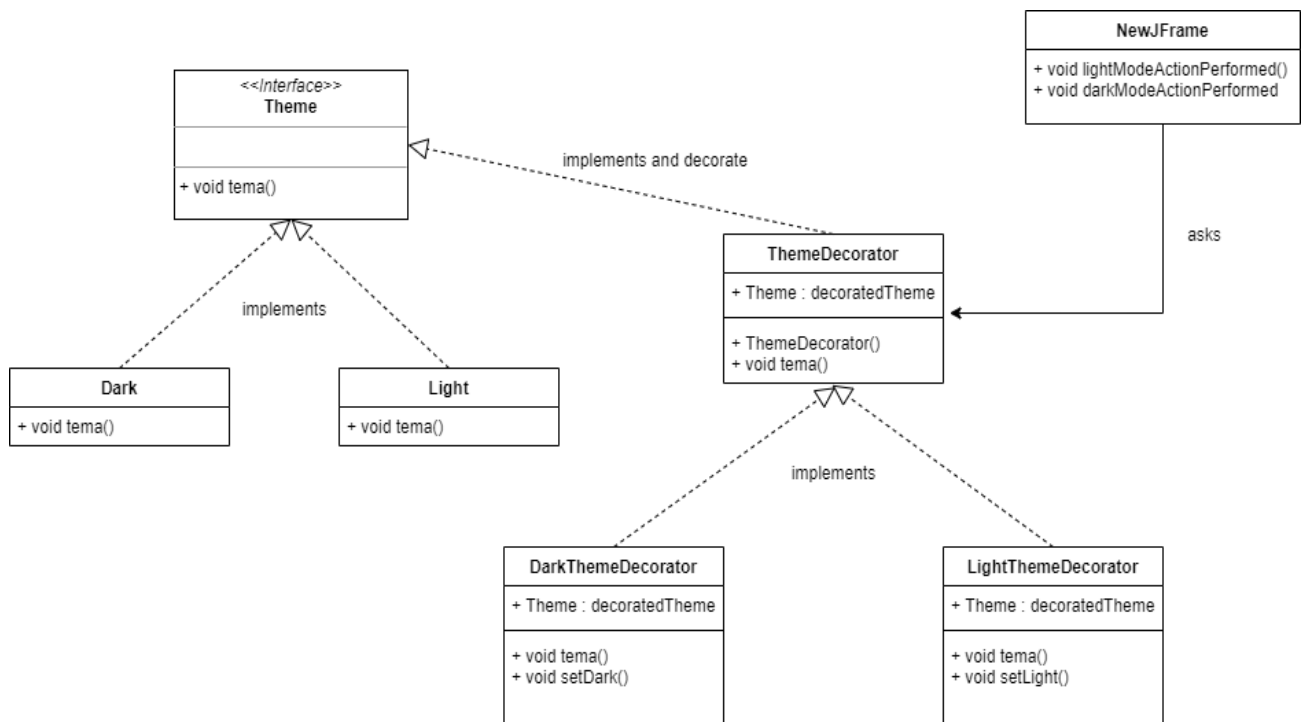 NewJFrame
+ void lightModeActionPerformed()
+ void darkModeActionPerformed
<<Interface>>
Theme
+ void tema()
implements and decorate
asks
ThemeDecorator
+ Theme : decoratedTheme
+ ThemeDecorator()
+ void tema()
implements
Dark
+ void tema()
Light
+ void tema()
implements
DarkThemeDecorator
+ Theme : decoratedTheme
+ void tema()
+ void setDark()
LightThemeDecorator
+ Theme : decoratedTheme
+ void tema()
+ void setLight()